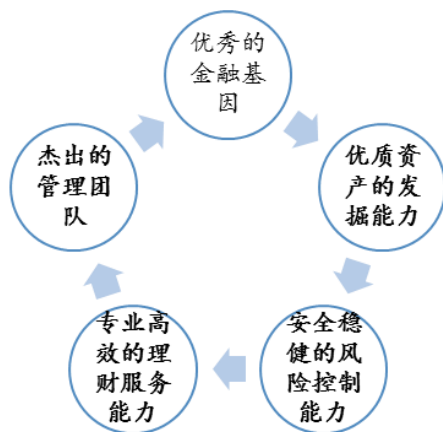 优秀的
金融基
因
优质资
产的发
掘能力
安全稳
健的风
险控制
能力
专业高
效的理
财服务
能力
杰出的
管理团
队